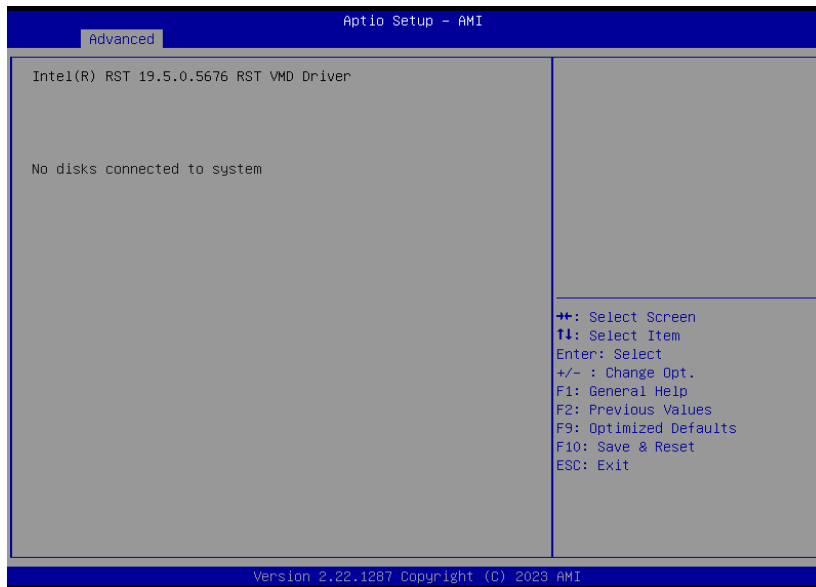 Aptio Setup – AMI
Advanced
Intel(R) RST 19.5.0.5676 RST VMD Driver
No disks connected to system
→←: Select Screen
↑↓: Select Item
Enter: Select
+/- : Change Opt.
F1: General Help
F2: Previous Values
F9: Optimized Defaults
F10: Save & Reset
ESC: Exit
Version 2.22.1287 Copyright (C) 2023 AMI